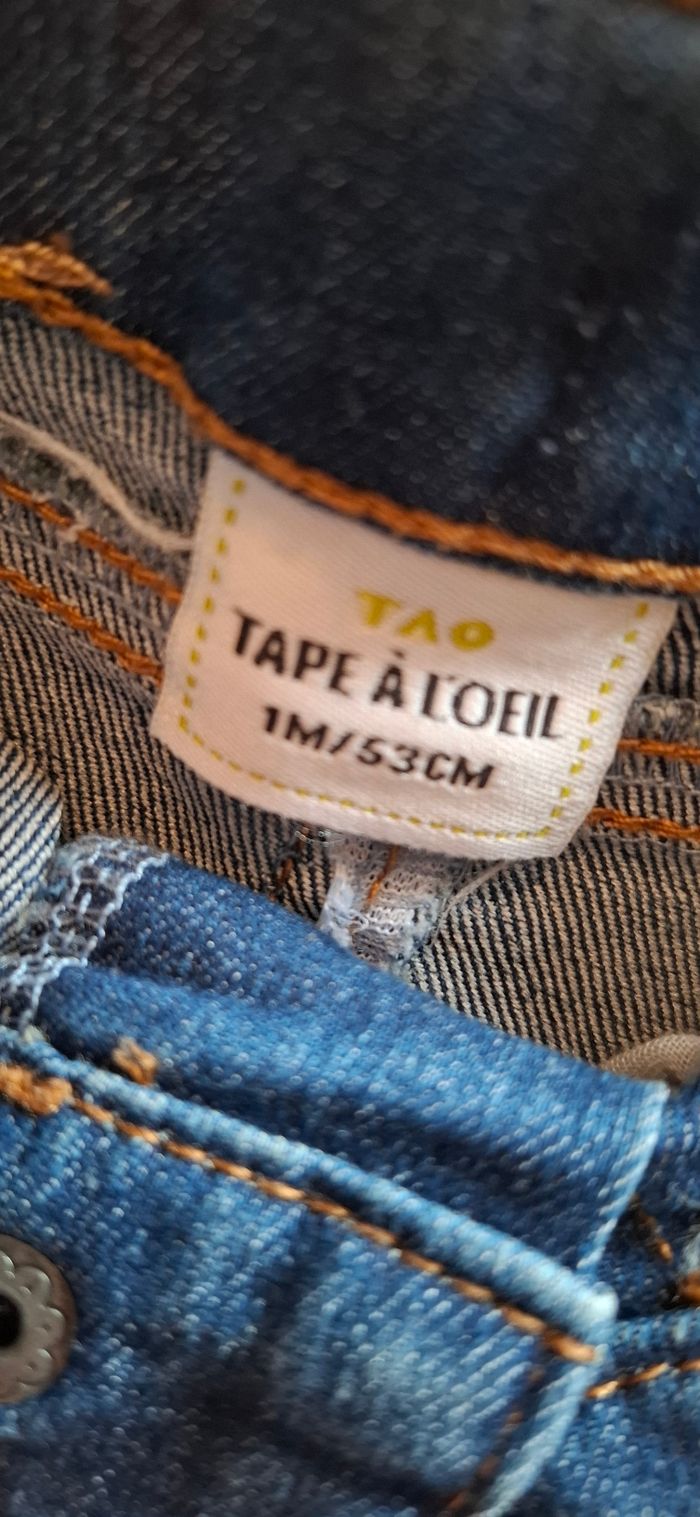 TAO
TAPE À L'OEIL
1M/53CM